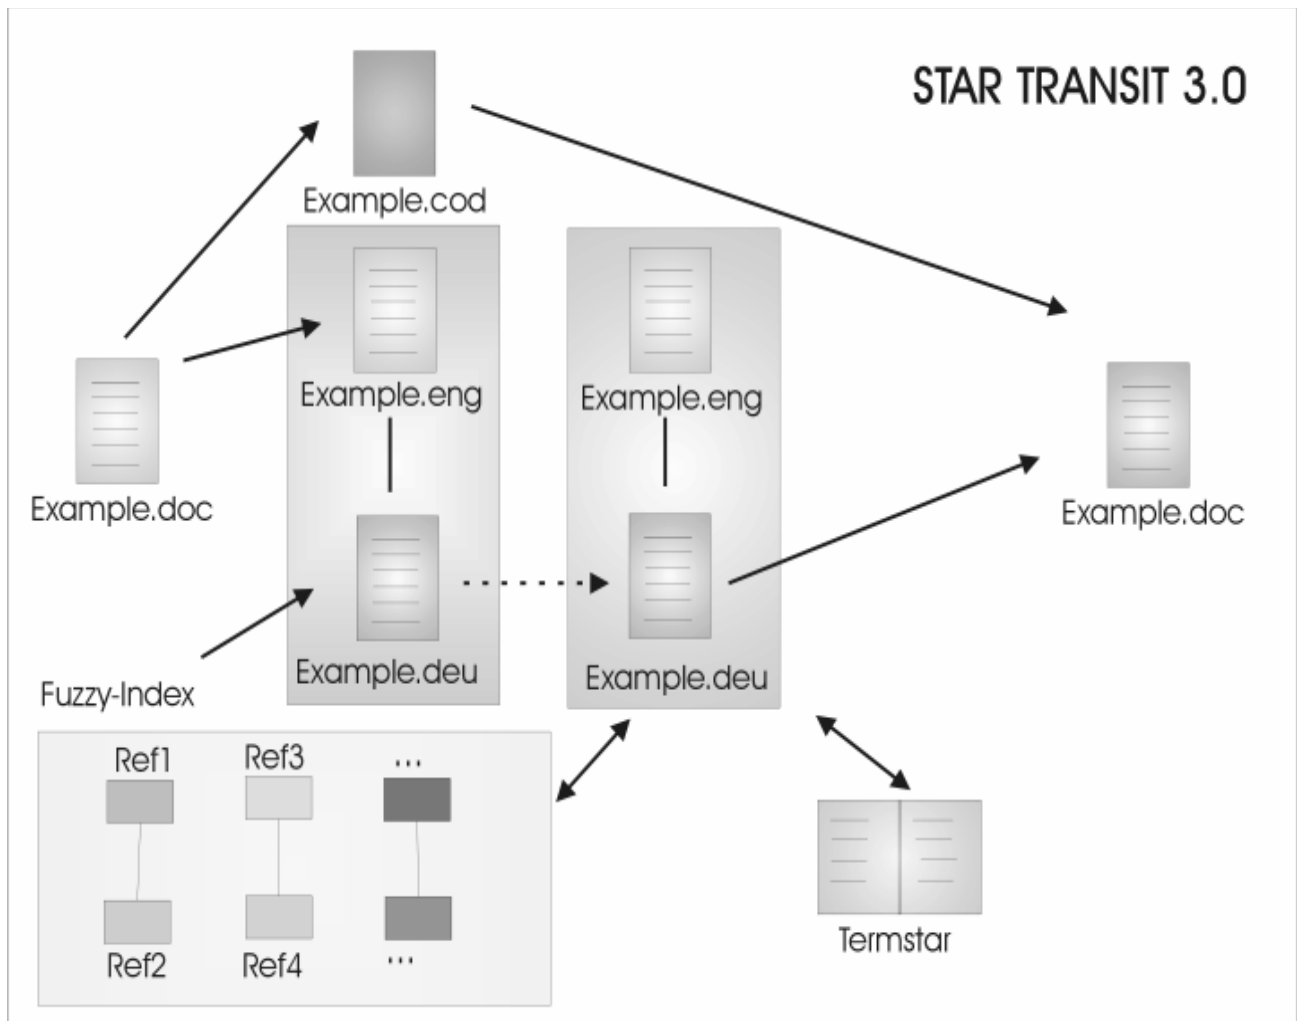 STAR TRANSIT 3.0
Example.cod
Example.eng
Example.eng
Example.doc
Example.doc
Example.deu
Example.deu
Fuzzy-Index
Ref1
Ref3
...
Ref2
Ref4
...
Termstar